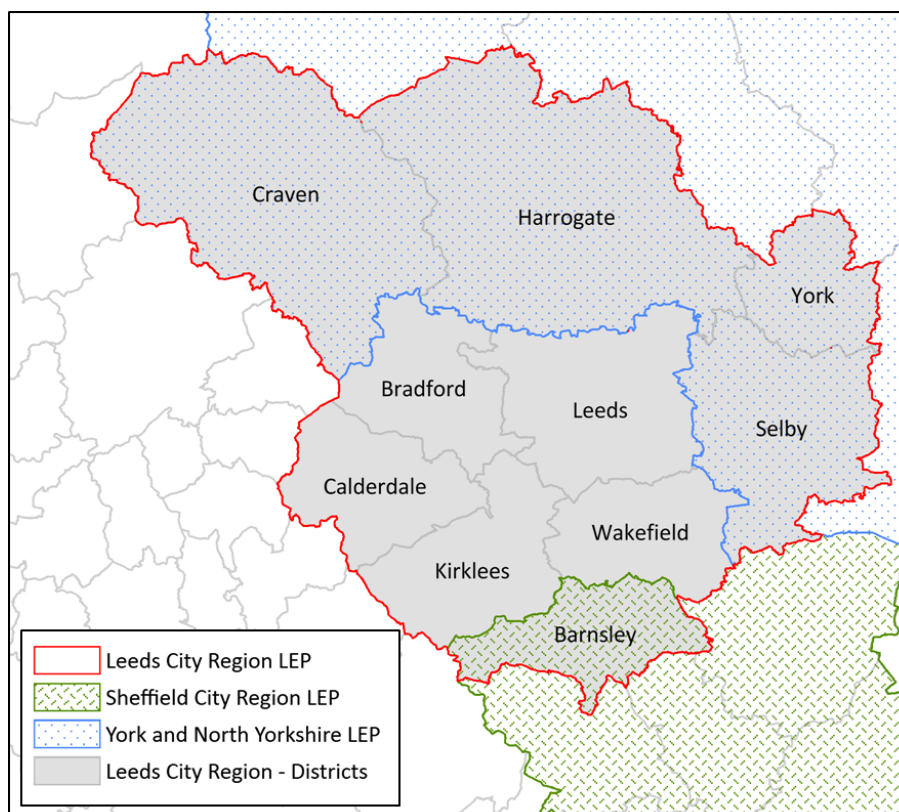 Craven
Harrogate
York
Bradford
Leeds
Selby
Calderdale
Wakefield
Kirklees
Barnsley
Leeds City Region LEP
Sheffield City Region LEP
York and North Yorkshire LEP
Leeds City Region - Districts